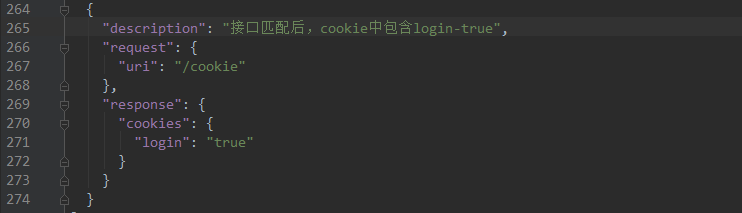 264 {
265 "description": "接口匹配后，cookie中包含login-true",
266 "request": {
267 "uri": "/cookie"
268 },
269 "response": {
270 "cookies": {
271 "login": "true"
272 }
273 }
274 }